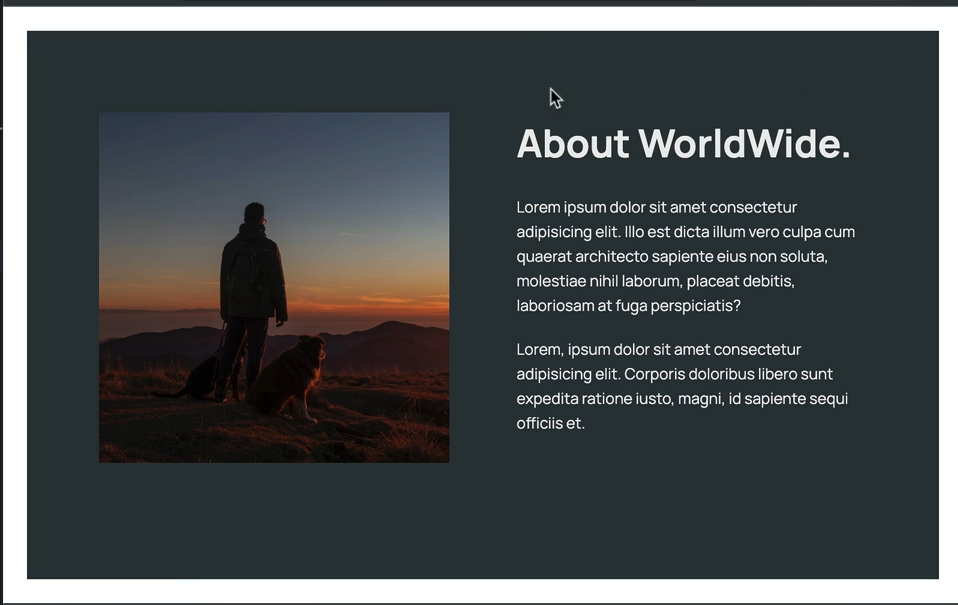 About WorldWide.
Lorem ipsum dolor sit amet consectetur
adipisicing elit. Illo est dicta illum vero culpa cum
quaerat architecto sapiente eius non soluta,
molestiae nihil laborum, placeat debitis,
laboriosam at fuga perspiciatis?
Lorem, ipsum dolor sit amet consectetur
adipisicing elit. Corporis doloribus libero sunt
expedita ratione iusto, magni, id sapiente sequi
officiis et.